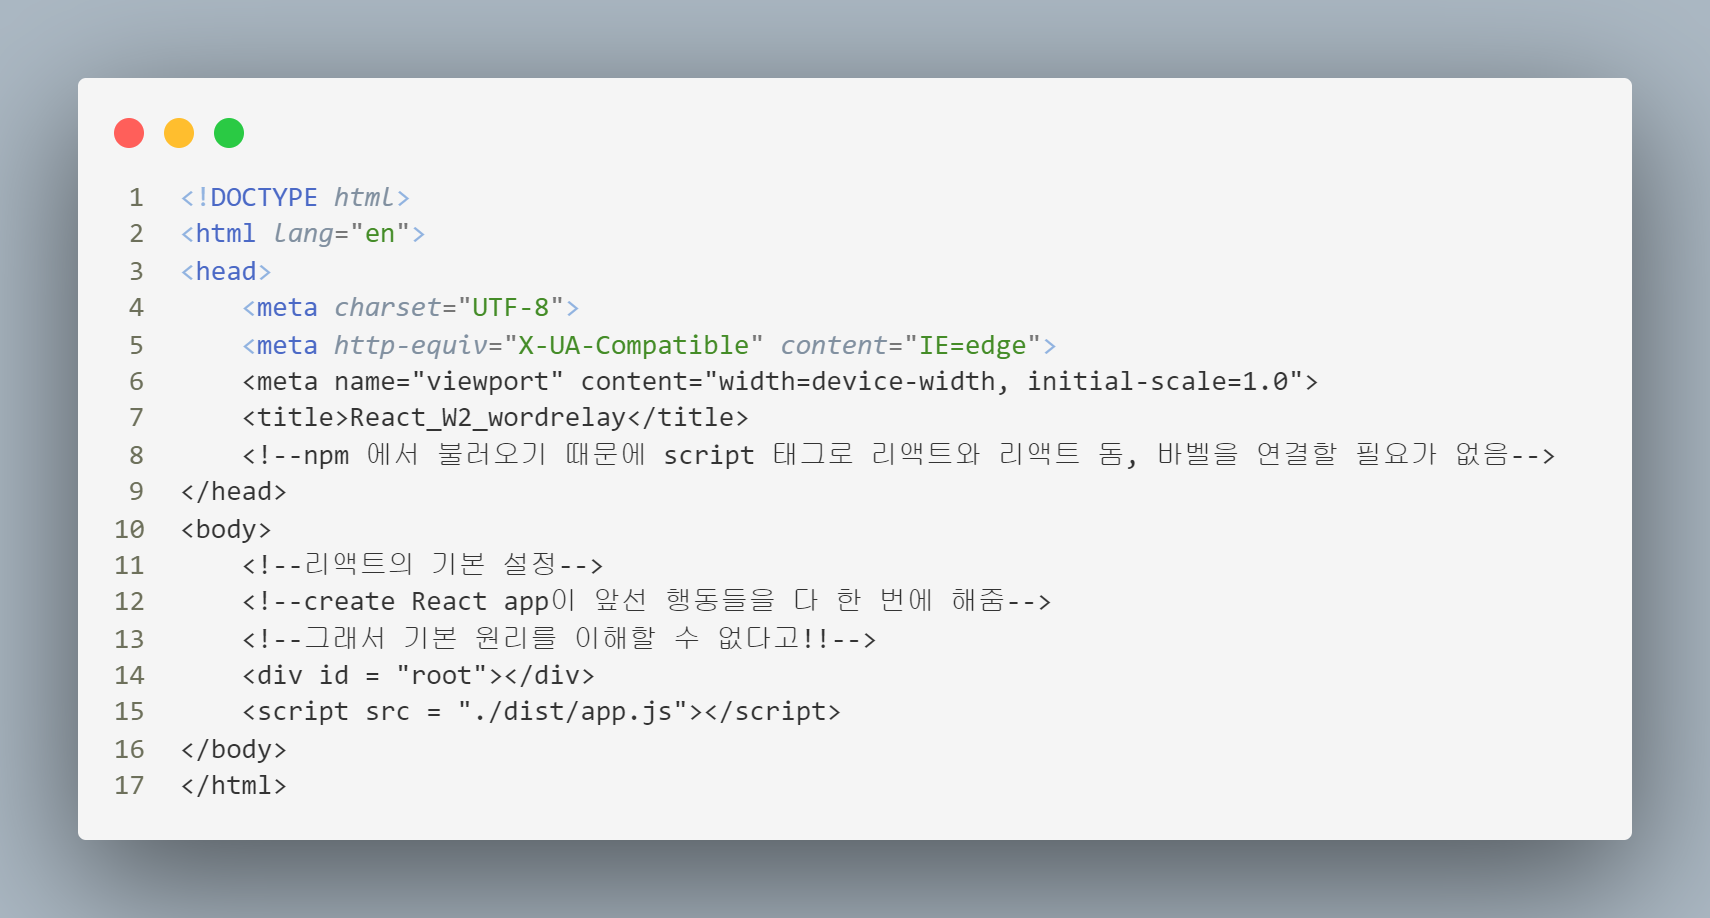 1 <!DOCTYPE html>
2 <html lang="en">
3 <head>
4     <meta charset="UTF-8">
5     <meta http-equiv="X-UA-Compatible" content="IE=edge">
6     <meta name="viewport" content="width=device-width, initial-scale=1.0">
7     <title>React_W2_wordrelay</title>
8     <!--npm 에서 불러오기 때문에 script 태그로 리액트와 리액트 돔, 바벨을 연결할 필요가 없음-->
9 </head>
10 <body>
11     <!--리액트의 기본 설정-->
12     <!--create React app이 앞선 행동들을 다 한 번에 해줌-->
13     <!--그래서 기본 원리를 이해할 수 없다고!!-->
14     <div id = "root"></div>
15     <script src = "./dist/app.js"></script>
16 </body>
17 </html>